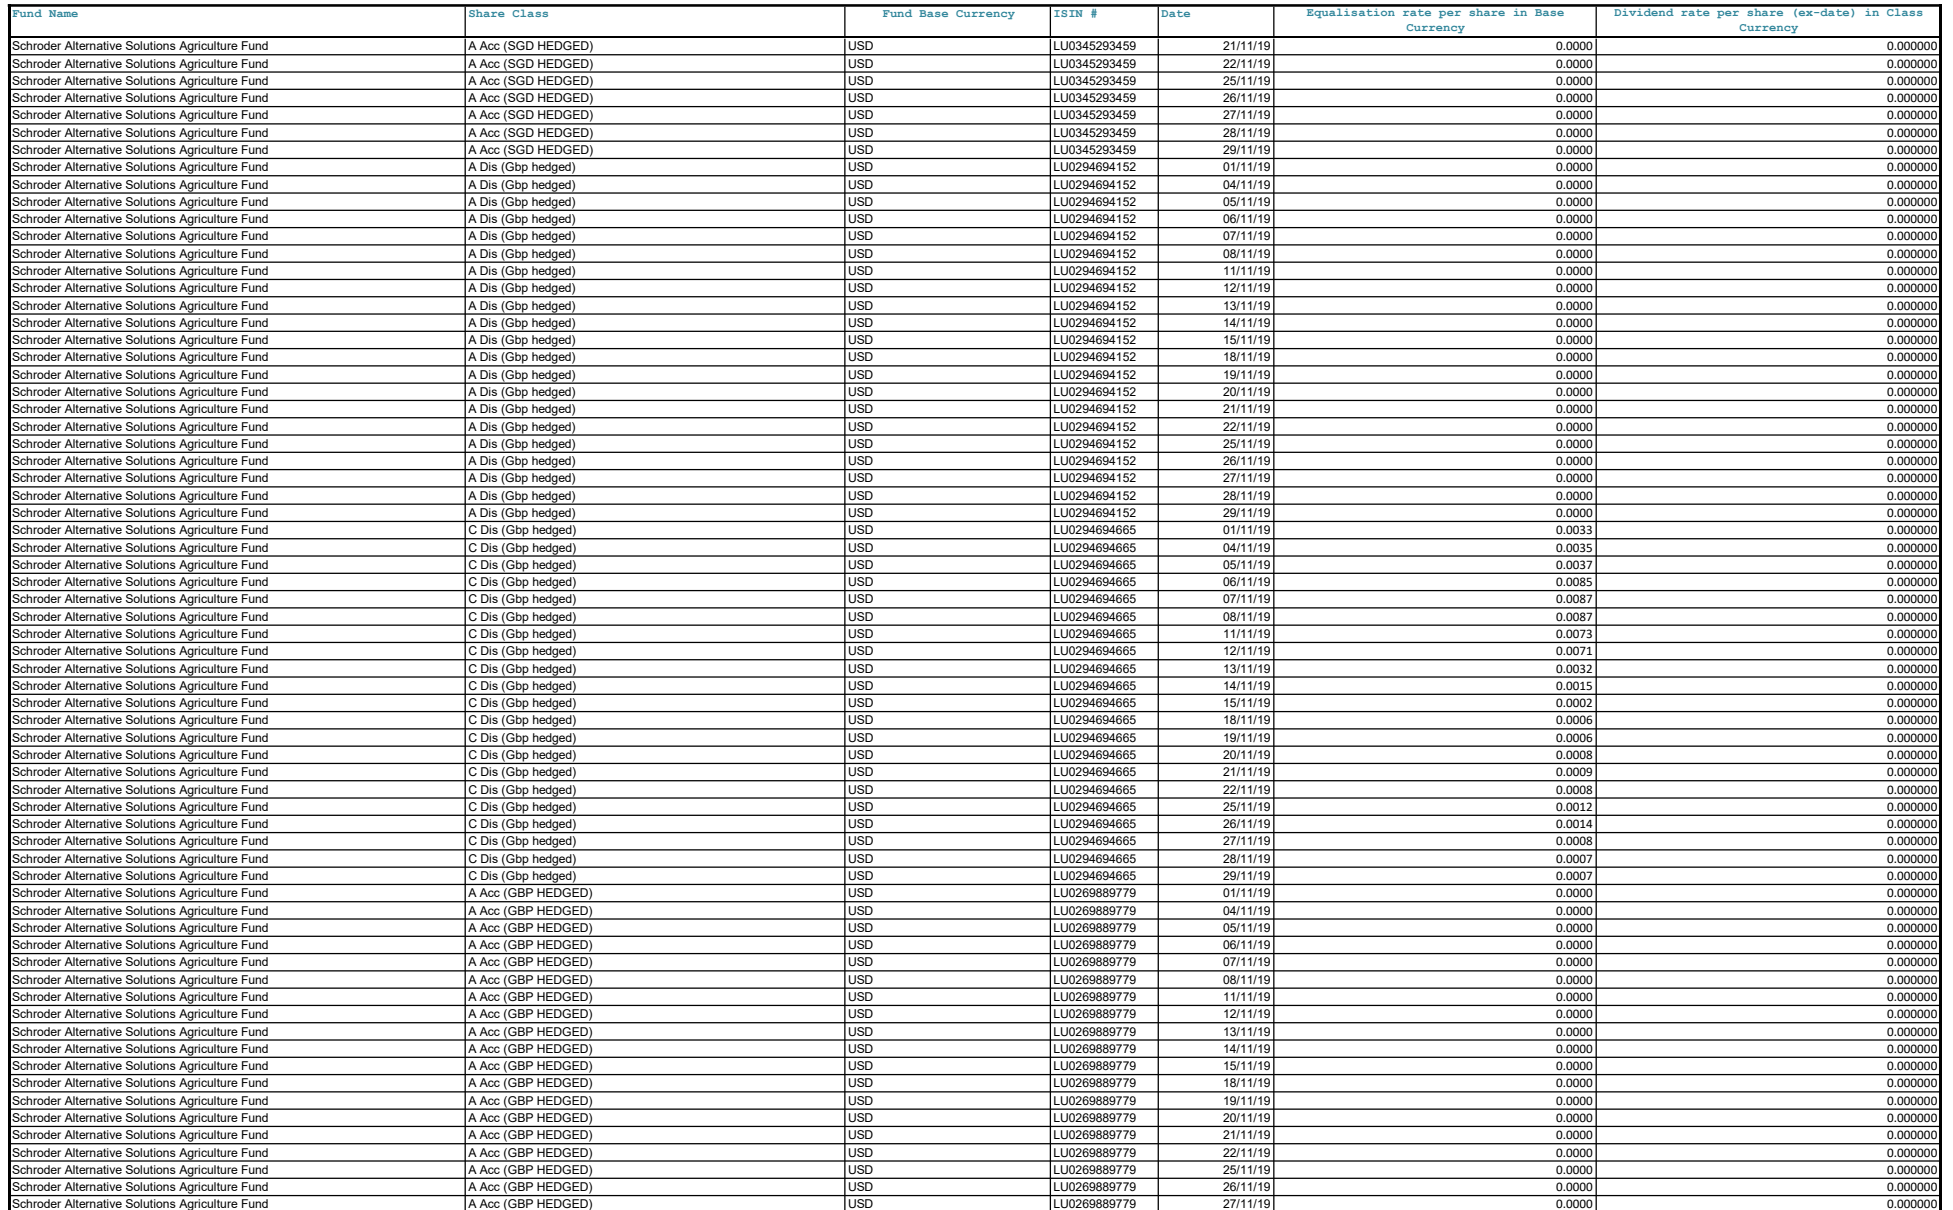 Fund Name Share Class Fund Base Currency ISIN # Date Equalisation rate per share in Base Currency Dividend rate per share (ex-date) in Class Currency
Schroder Alternative Solutions Agriculture Fund A Acc (SGD HEDGED) USD LU0345293459 21/11/19 0.0000 0.000000
Schroder Alternative Solutions Agriculture Fund A Acc (SGD HEDGED) USD LU0345293459 22/11/19 0.0000 0.000000
Schroder Alternative Solutions Agriculture Fund A Acc (SGD HEDGED) USD LU0345293459 25/11/19 0.0000 0.000000
Schroder Alternative Solutions Agriculture Fund A Acc (SGD HEDGED) USD LU0345293459 26/11/19 0.0000 0.000000
Schroder Alternative Solutions Agriculture Fund A Acc (SGD HEDGED) USD LU0345293459 27/11/19 0.0000 0.000000
Schroder Alternative Solutions Agriculture Fund A Acc (SGD HEDGED) USD LU0345293459 28/11/19 0.0000 0.000000
Schroder Alternative Solutions Agriculture Fund A Acc (SGD HEDGED) USD LU0345293459 29/11/19 0.0000 0.000000
Schroder Alternative Solutions Agriculture Fund A Dis (Gbp hedged) USD LU0294694152 01/11/19 0.0000 0.000000
Schroder Alternative Solutions Agriculture Fund A Dis (Gbp hedged) USD LU0294694152 04/11/19 0.0000 0.000000
Schroder Alternative Solutions Agriculture Fund A Dis (Gbp hedged) USD LU0294694152 05/11/19 0.0000 0.000000
Schroder Alternative Solutions Agriculture Fund A Dis (Gbp hedged) USD LU0294694152 06/11/19 0.0000 0.000000
Schroder Alternative Solutions Agriculture Fund A Dis (Gbp hedged) USD LU0294694152 07/11/19 0.0000 0.000000
Schroder Alternative Solutions Agriculture Fund A Dis (Gbp hedged) USD LU0294694152 08/11/19 0.0000 0.000000
Schroder Alternative Solutions Agriculture Fund A Dis (Gbp hedged) USD LU0294694152 11/11/19 0.0000 0.000000
Schroder Alternative Solutions Agriculture Fund A Dis (Gbp hedged) USD LU0294694152 12/11/19 0.0000 0.000000
Schroder Alternative Solutions Agriculture Fund A Dis (Gbp hedged) USD LU0294694152 13/11/19 0.0000 0.000000
Schroder Alternative Solutions Agriculture Fund A Dis (Gbp hedged) USD LU0294694152 14/11/19 0.0000 0.000000
Schroder Alternative Solutions Agriculture Fund A Dis (Gbp hedged) USD LU0294694152 15/11/19 0.0000 0.000000
Schroder Alternative Solutions Agriculture Fund A Dis (Gbp hedged) USD LU0294694152 18/11/19 0.0000 0.000000
Schroder Alternative Solutions Agriculture Fund A Dis (Gbp hedged) USD LU0294694152 19/11/19 0.0000 0.000000
Schroder Alternative Solutions Agriculture Fund A Dis (Gbp hedged) USD LU0294694152 20/11/19 0.0000 0.000000
Schroder Alternative Solutions Agriculture Fund A Dis (Gbp hedged) USD LU0294694152 21/11/19 0.0000 0.000000
Schroder Alternative Solutions Agriculture Fund A Dis (Gbp hedged) USD LU0294694152 22/11/19 0.0000 0.000000
Schroder Alternative Solutions Agriculture Fund A Dis (Gbp hedged) USD LU0294694152 25/11/19 0.0000 0.000000
Schroder Alternative Solutions Agriculture Fund A Dis (Gbp hedged) USD LU0294694152 26/11/19 0.0000 0.000000
Schroder Alternative Solutions Agriculture Fund A Dis (Gbp hedged) USD LU0294694152 27/11/19 0.0000 0.000000
Schroder Alternative Solutions Agriculture Fund A Dis (Gbp hedged) USD LU0294694152 28/11/19 0.0000 0.000000
Schroder Alternative Solutions Agriculture Fund A Dis (Gbp hedged) USD LU0294694152 29/11/19 0.0000 0.000000
Schroder Alternative Solutions Agriculture Fund C Dis (Gbp hedged) USD LU0294694665 01/11/19 0.0033 0.000000
Schroder Alternative Solutions Agriculture Fund C Dis (Gbp hedged) USD LU0294694665 04/11/19 0.0035 0.000000
Schroder Alternative Solutions Agriculture Fund C Dis (Gbp hedged) USD LU0294694665 05/11/19 0.0037 0.000000
Schroder Alternative Solutions Agriculture Fund C Dis (Gbp hedged) USD LU0294694665 06/11/19 0.0085 0.000000
Schroder Alternative Solutions Agriculture Fund C Dis (Gbp hedged) USD LU0294694665 07/11/19 0.0087 0.000000
Schroder Alternative Solutions Agriculture Fund C Dis (Gbp hedged) USD LU0294694665 08/11/19 0.0087 0.000000
Schroder Alternative Solutions Agriculture Fund C Dis (Gbp hedged) USD LU0294694665 11/11/19 0.0073 0.000000
Schroder Alternative Solutions Agriculture Fund C Dis (Gbp hedged) USD LU0294694665 12/11/19 0.0071 0.000000
Schroder Alternative Solutions Agriculture Fund C Dis (Gbp hedged) USD LU0294694665 13/11/19 0.0032 0.000000
Schroder Alternative Solutions Agriculture Fund C Dis (Gbp hedged) USD LU0294694665 14/11/19 0.0015 0.000000
Schroder Alternative Solutions Agriculture Fund C Dis (Gbp hedged) USD LU0294694665 15/11/19 0.0002 0.000000
Schroder Alternative Solutions Agriculture Fund C Dis (Gbp hedged) USD LU0294694665 18/11/19 0.0006 0.000000
Schroder Alternative Solutions Agriculture Fund C Dis (Gbp hedged) USD LU0294694665 19/11/19 0.0006 0.000000
Schroder Alternative Solutions Agriculture Fund C Dis (Gbp hedged) USD LU0294694665 20/11/19 0.0008 0.000000
Schroder Alternative Solutions Agriculture Fund C Dis (Gbp hedged) USD LU0294694665 21/11/19 0.0009 0.000000
Schroder Alternative Solutions Agriculture Fund C Dis (Gbp hedged) USD LU0294694665 22/11/19 0.0008 0.000000
Schroder Alternative Solutions Agriculture Fund C Dis (Gbp hedged) USD LU0294694665 25/11/19 0.0012 0.000000
Schroder Alternative Solutions Agriculture Fund C Dis (Gbp hedged) USD LU0294694665 26/11/19 0.0014 0.000000
Schroder Alternative Solutions Agriculture Fund C Dis (Gbp hedged) USD LU0294694665 27/11/19 0.0008 0.000000
Schroder Alternative Solutions Agriculture Fund C Dis (Gbp hedged) USD LU0294694665 28/11/19 0.0007 0.000000
Schroder Alternative Solutions Agriculture Fund C Dis (Gbp hedged) USD LU0294694665 29/11/19 0.0007 0.000000
Schroder Alternative Solutions Agriculture Fund A Acc (GBP HEDGED) USD LU0269889779 01/11/19 0.0000 0.000000
Schroder Alternative Solutions Agriculture Fund A Acc (GBP HEDGED) USD LU0269889779 04/11/19 0.0000 0.000000
Schroder Alternative Solutions Agriculture Fund A Acc (GBP HEDGED) USD LU0269889779 05/11/19 0.0000 0.000000
Schroder Alternative Solutions Agriculture Fund A Acc (GBP HEDGED) USD LU0269889779 06/11/19 0.0000 0.000000
Schroder Alternative Solutions Agriculture Fund A Acc (GBP HEDGED) USD LU0269889779 07/11/19 0.0000 0.000000
Schroder Alternative Solutions Agriculture Fund A Acc (GBP HEDGED) USD LU0269889779 08/11/19 0.0000 0.000000
Schroder Alternative Solutions Agriculture Fund A Acc (GBP HEDGED) USD LU0269889779 11/11/19 0.0000 0.000000
Schroder Alternative Solutions Agriculture Fund A Acc (GBP HEDGED) USD LU0269889779 12/11/19 0.0000 0.000000
Schroder Alternative Solutions Agriculture Fund A Acc (GBP HEDGED) USD LU0269889779 13/11/19 0.0000 0.000000
Schroder Alternative Solutions Agriculture Fund A Acc (GBP HEDGED) USD LU0269889779 14/11/19 0.0000 0.000000
Schroder Alternative Solutions Agriculture Fund A Acc (GBP HEDGED) USD LU0269889779 15/11/19 0.0000 0.000000
Schroder Alternative Solutions Agriculture Fund A Acc (GBP HEDGED) USD LU0269889779 18/11/19 0.0000 0.000000
Schroder Alternative Solutions Agriculture Fund A Acc (GBP HEDGED) USD LU0269889779 19/11/19 0.0000 0.000000
Schroder Alternative Solutions Agriculture Fund A Acc (GBP HEDGED) USD LU0269889779 20/11/19 0.0000 0.000000
Schroder Alternative Solutions Agriculture Fund A Acc (GBP HEDGED) USD LU0269889779 21/11/19 0.0000 0.000000
Schroder Alternative Solutions Agriculture Fund A Acc (GBP HEDGED) USD LU0269889779 22/11/19 0.0000 0.000000
Schroder Alternative Solutions Agriculture Fund A Acc (GBP HEDGED) USD LU0269889779 25/11/19 0.0000 0.000000
Schroder Alternative Solutions Agriculture Fund A Acc (GBP HEDGED) USD LU0269889779 26/11/19 0.0000 0.000000
Schroder Alternative Solutions Agriculture Fund A Acc (GBP HEDGED) USD LU0269889779 27/11/19 0.0000 0.000000